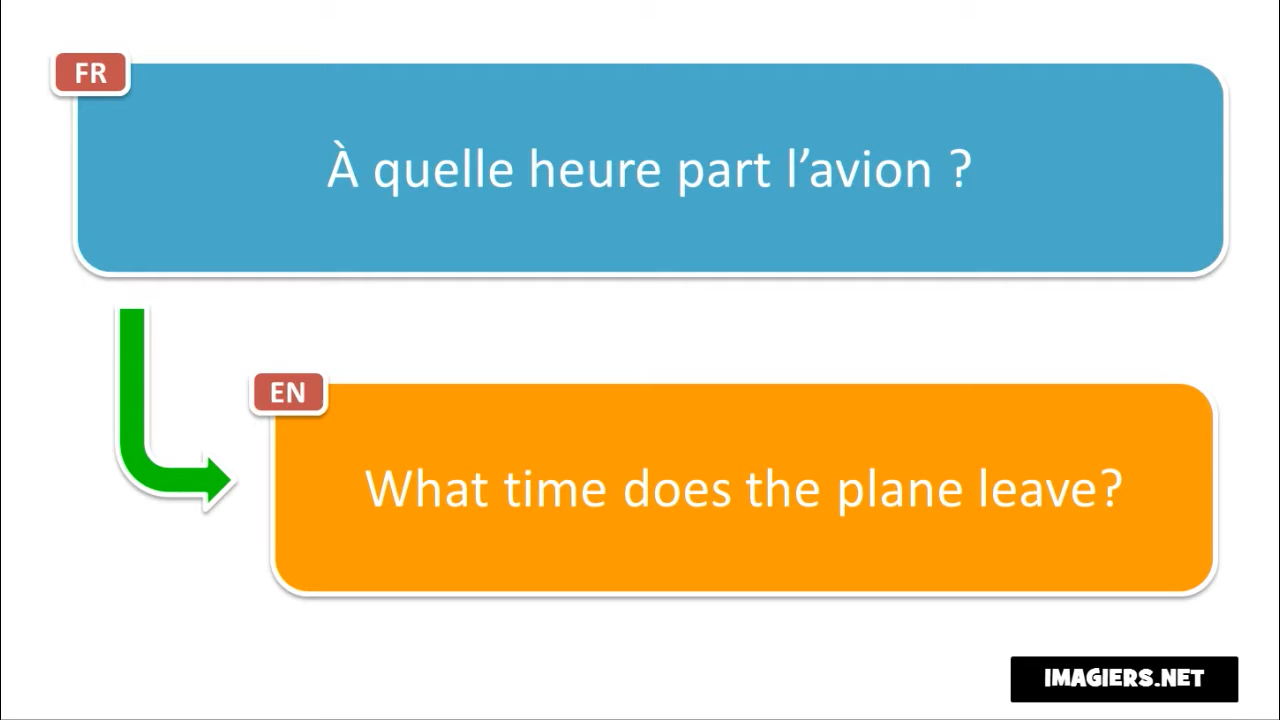 FR
À quelle heure part l’avion ?
EN
What time does the plane leave?
IMAGIERS.NET